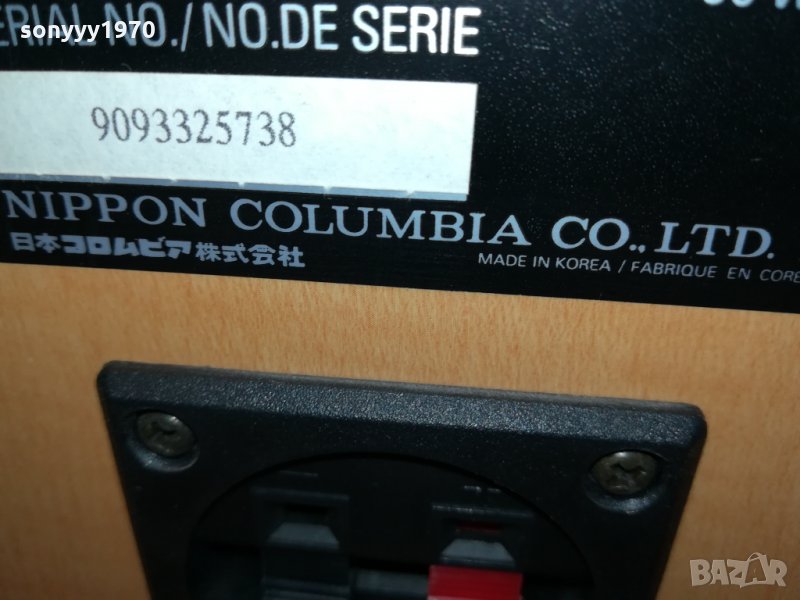 sonyyy1970
ERIAL NO./NO.DE SERIE
9093325738
NIPPON COLUMBIA CO., LTD.
日本コロムビア株式会社
MADE IN KOREA / FABRIQUE EN CORE
BAZAR